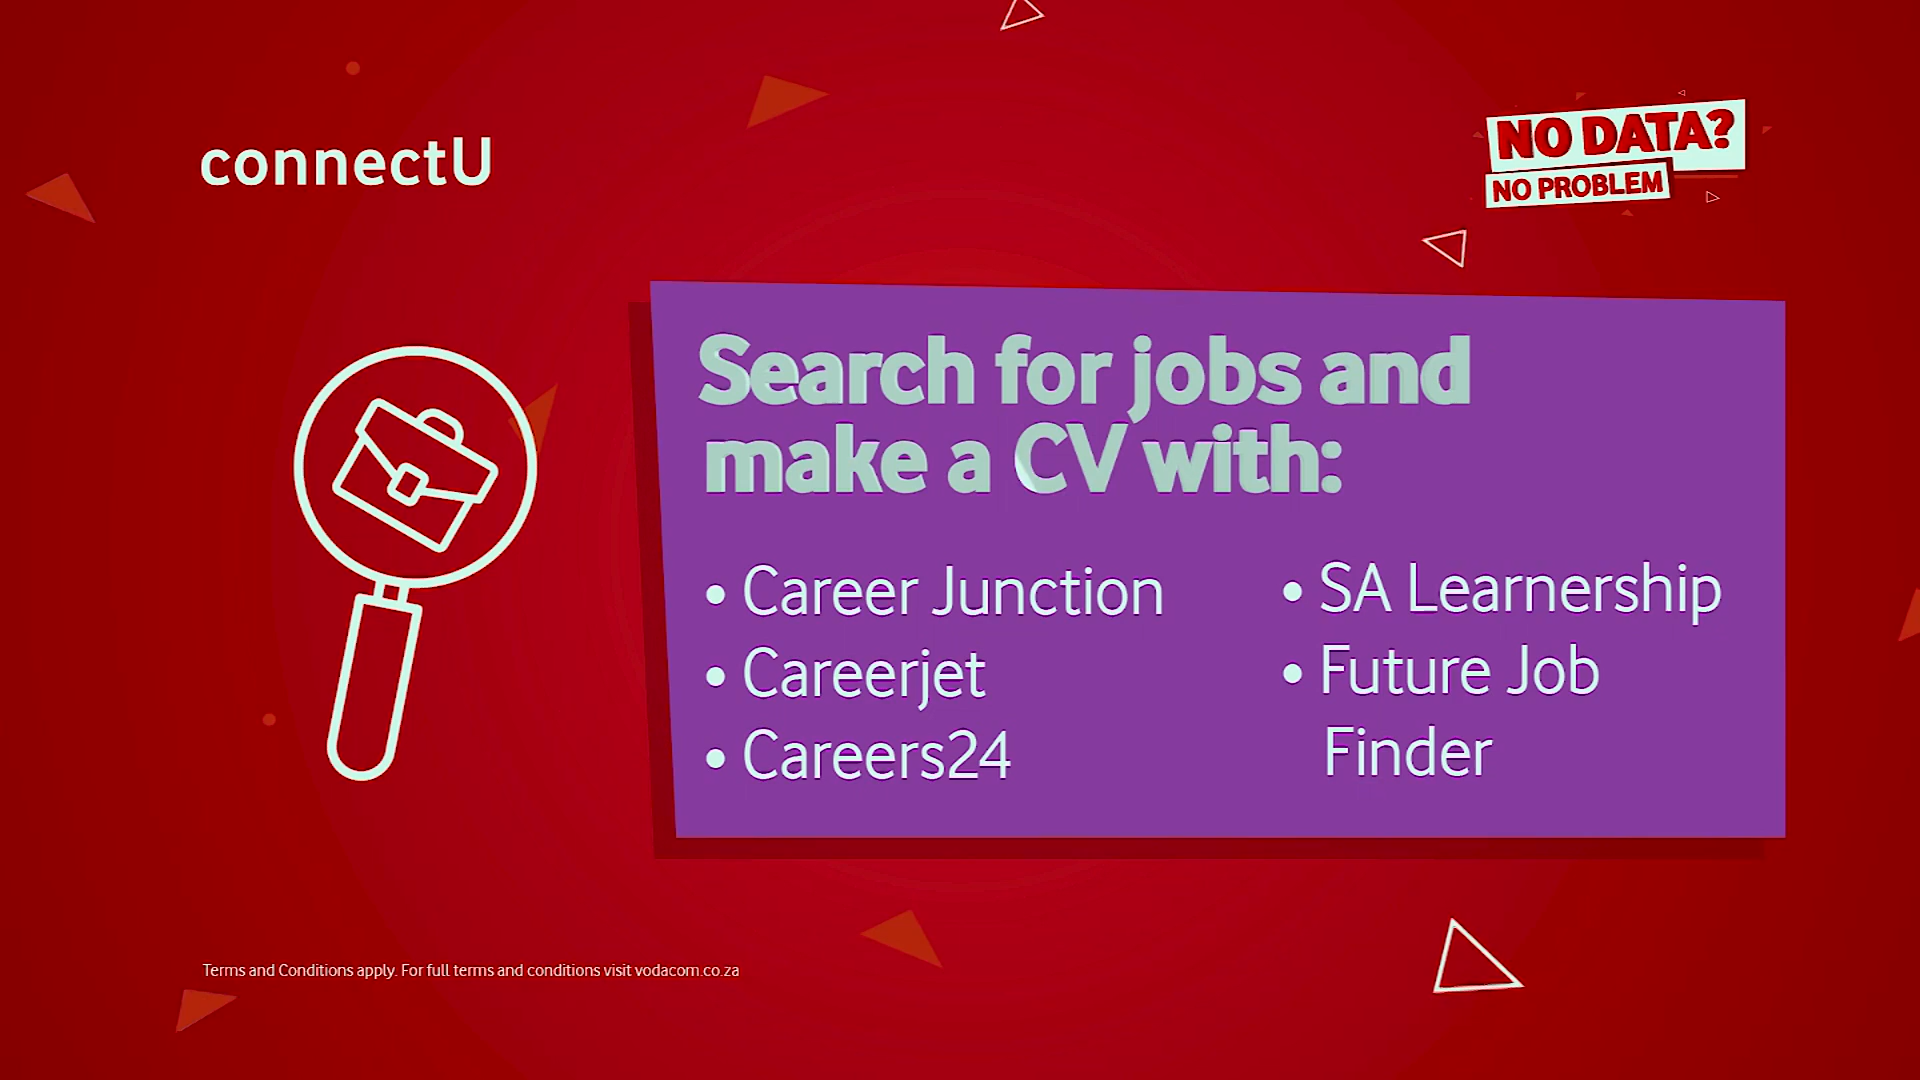 connectU
NO DATA?
NO PROBLEM
Search for jobs and
make a CV with:
• Career Junction
• Careerjet
• Careers24
• SA Learnership
• Future Job
Finder
Terms and Conditions apply. For full terms and conditions visit vodacom.co.za